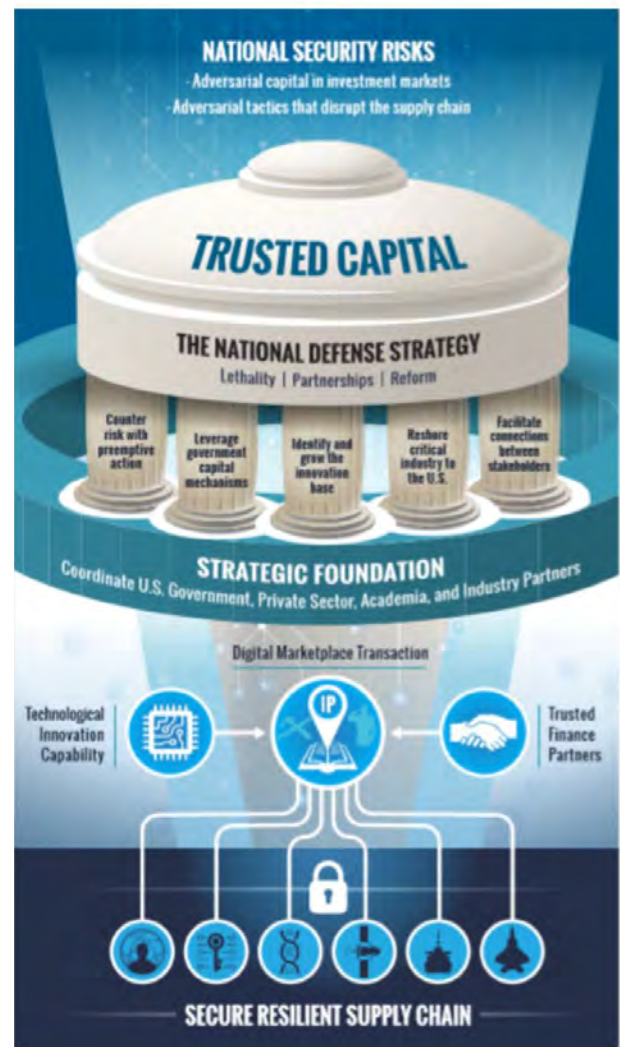 NATIONAL SECURITY RISKS
- Adversarial capital in investment markets
- Adversarial tactics that disrupt the supply chain
TRUSTED CAPITAL
THE NATIONAL DEFENSE STRATEGY
Lethality | Partnerships | Reform
Counter
risk with
preemptive
action
Leverage
government
capital
mechanisms
Identify and
grow the
innovation
base
Reshore
critical
industry to
the U.S.
Facilitate
connections
between
stakeholders
STRATEGIC FOUNDATION
Coordinate U.S. Government, Private Sector, Academia, and Industry Partners
Digital Marketplace Transaction
IP
Technological
Innovation
Capability
Trusted
Finance
Partners
SECURE RESILIENT SUPPLY CHAIN